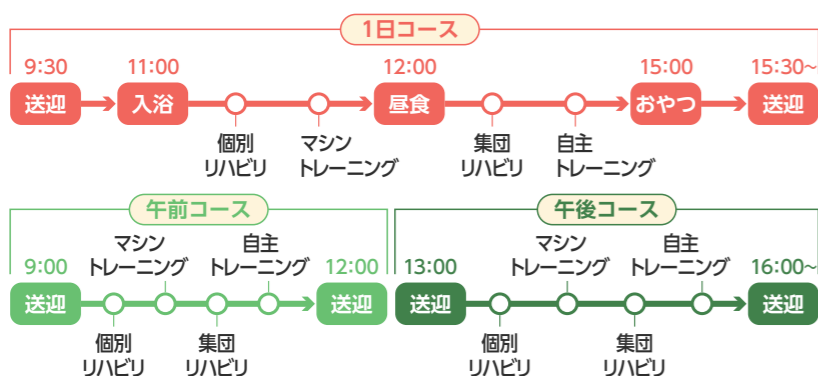 1日コース
9:30 11:00 12:00 15:00 15:30~
送迎 入浴 昼食 おやつ 送迎
個別 マシン 集団 自主
リハビリ トレーニング リハビリ トレーニング
午前コース
マシン 自主
9:00 トレーニング トレーニング 12:00
送迎 送迎
個別 集団
リハビリ リハビリ
午後コース
マシン 自主
13:00 トレーニング トレーニング 16:00~
送迎 送迎
個別 集団
リハビリ リハビリ